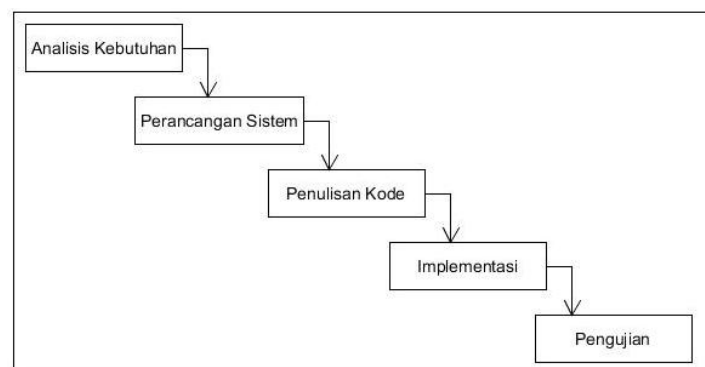 Analisis Kebutuhan
Perancangan Sistem
Penulisan Kode
Implementasi
Pengujian